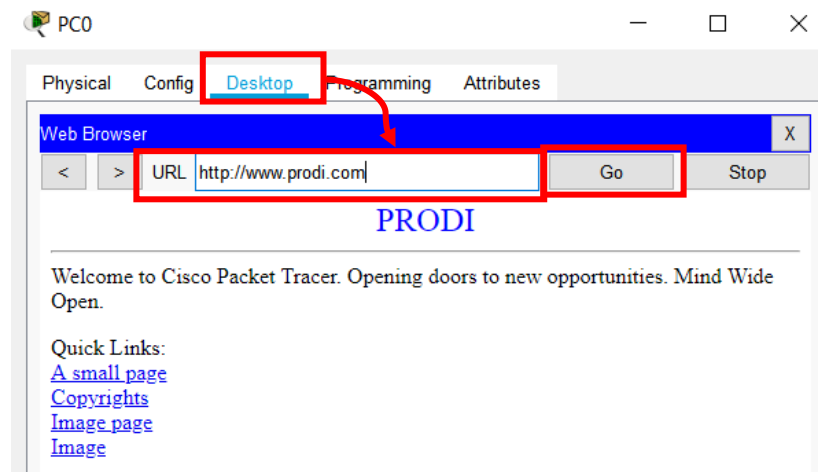 PC0
Physical Config Desktop Programming Attributes
Web Browser X
< > URL http://www.prodi.com Go Stop
PRODI
Welcome to Cisco Packet Tracer. Opening doors to new opportunities. Mind Wide
Open.
Quick Links:
A small page
Copyrights
Image page
Image